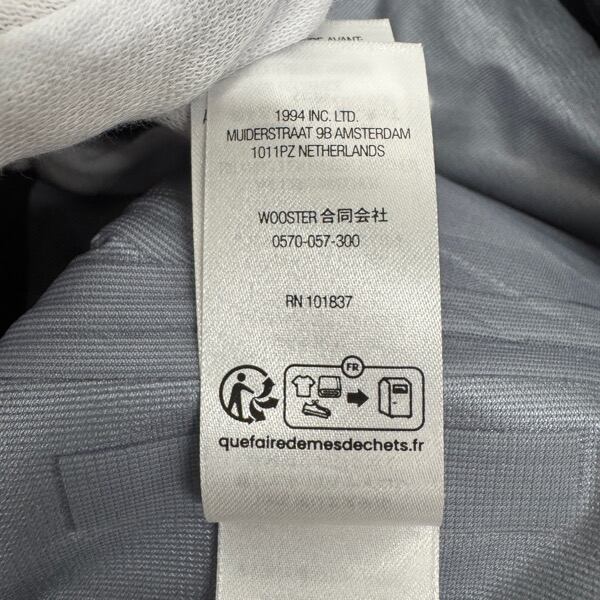 AVANT:
1994 INC. LTD.
MUIDERSTRAAT 9B AMSTERDAM
1011PZ NETHERLANDS
WOOSTER 合同会社
0570-057-300
RN 101837
FR
quefairedemesdechets.fr